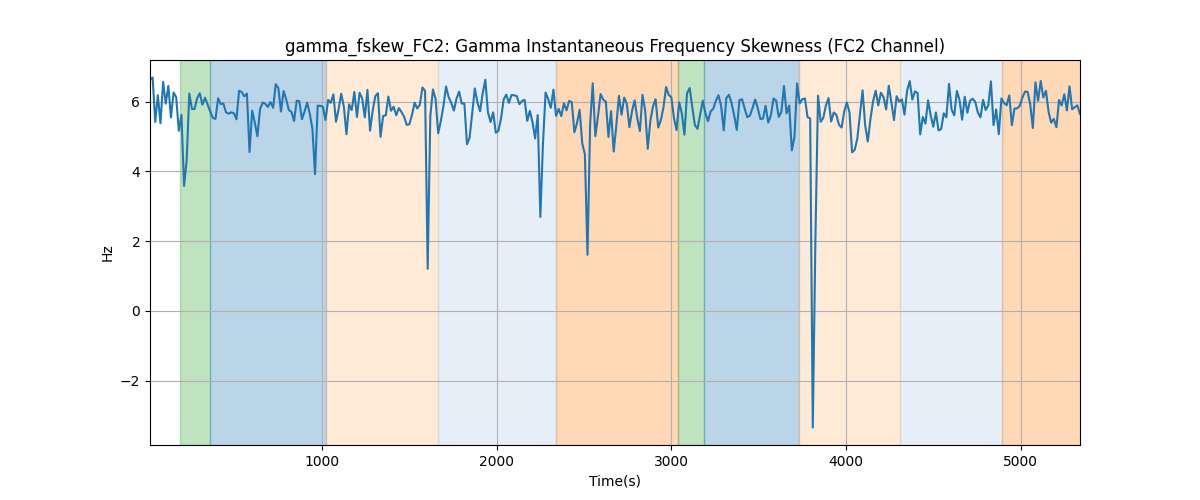 gamma_fskew_FC2: Gamma Instantaneous Frequency Skewness (FC2 Channel)
Hz
6
4
2
0
−2
1000 2000 3000 4000 5000
Time(s)